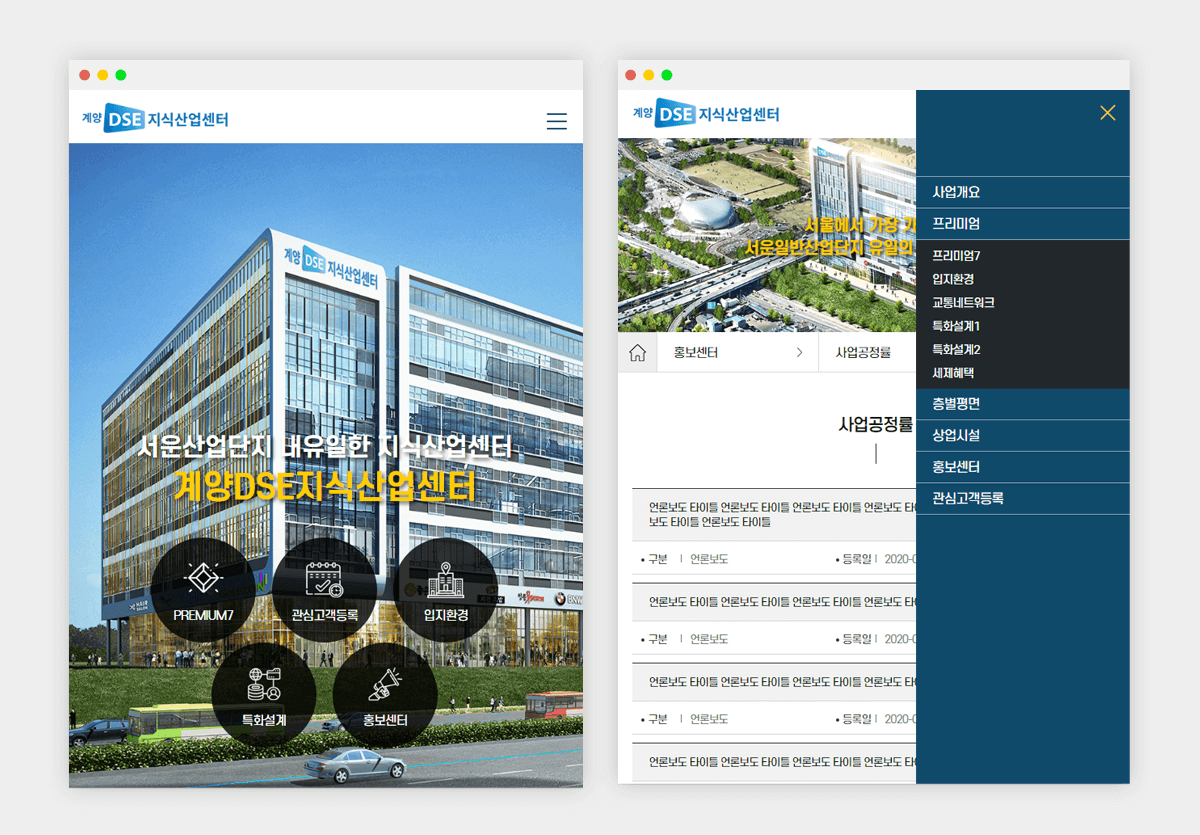 계양 DSE 지식산업센터
계양 DSE 지식산업센터
서운산업단지 내유일한 지식산업센터
계양DSE지식산업센터
PREMIUM7
관심고객등록
입지환경
특화설계
홍보센터
계양 DSE 지식산업센터
서울에서 가장 가
서운일반산업단지 유일의
홍보센터
사업공정률
사업공정률
언론보도 타이틀 언론보도 타이틀 언론보도 타이틀 언론보도 타
보도 타이틀 언론보도 타이틀
• 구분 | 언론보도 • 등록일 | 2020-0
언론보도 타이틀 언론보도 타이틀 언론보도 타이틀 언론보도 타이틀 언
• 구분 | 언론보도 • 등록일 | 2020-0
언론보도 타이틀 언론보도 타이틀 언론보도 타이틀 언론보도 타이틀 언
• 구분 | 언론보도 • 등록일 | 2020-0
언론보도 타이틀 언론보도 타이틀 언론보도 타이틀 언론보도 타이틀 언
사업개요
프리미엄
프리미엄7
입지환경
교통네트워크
특화설계1
특화설계2
세제혜택
층별평면
상업시설
홍보센터
관심고객등록